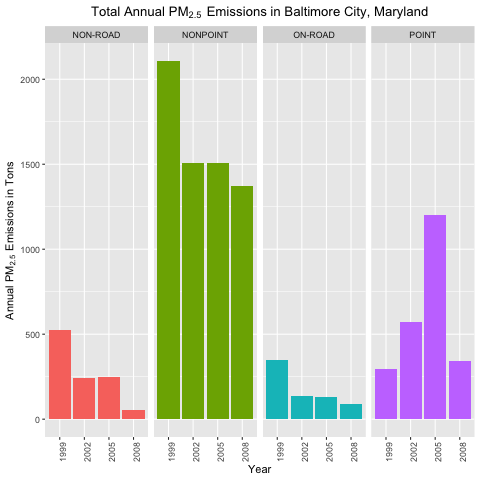 Total Annual PM2.5 Emissions in Baltimore City, Maryland
NON-ROAD NONPOINT ON-ROAD POINT
2000
1500
1000
500
0
Annual PM2.5 Emissions in Tons
1999 2002 2005 2008 1999 2002 2005 2008 1999 2002 2005 2008 1999 2002 2005 2008
Year